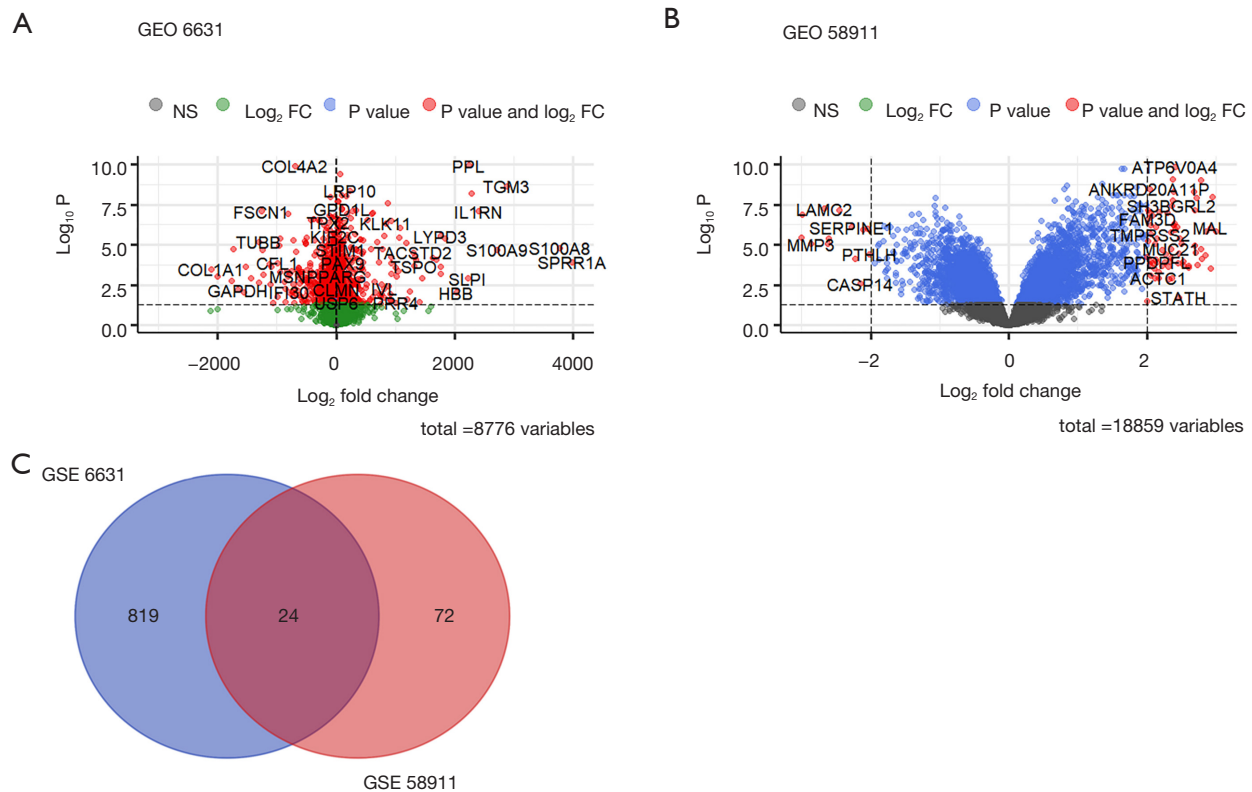 A
GEO 6631
NS Log₂ FC P value P value and log₂ FC
Log₁₀ P
10.0
7.5
5.0
2.5
0.0
COL4A2
PPL
TGM3
LRP10
FSCN1
GPD1L
IL1RN
TPX2
KLK11
TUBB
KIF2C
LYPD3
STIM1
TACSTD2
S100A9
S100A8
COL1A1
CFL1
PAX9
TSPO
SPRR1A
MSN
PPARG
SLPI
GAPDH
IFI30
CLMN
IVL
HBB
USP6
PRR4
−2000 0 2000 4000
Log₂ fold change
total =8776 variables
B
GEO 58911
NS Log₂ FC P value P value and log₂ FC
Log₁₀ P
10.0
7.5
5.0
2.5
0.0
ATP6V0A4
ANKRD20A11P
LAMC2
SH3BGRL2
SERPINE1
FAM3D
MAL
MMP3
TMPRSS2
PTHLH
MUC21
CASP14
ACTC1
STATH
−2 0 2
Log₂ fold change
total =18859 variables
C
GSE 6631
819 24 72
GSE 58911